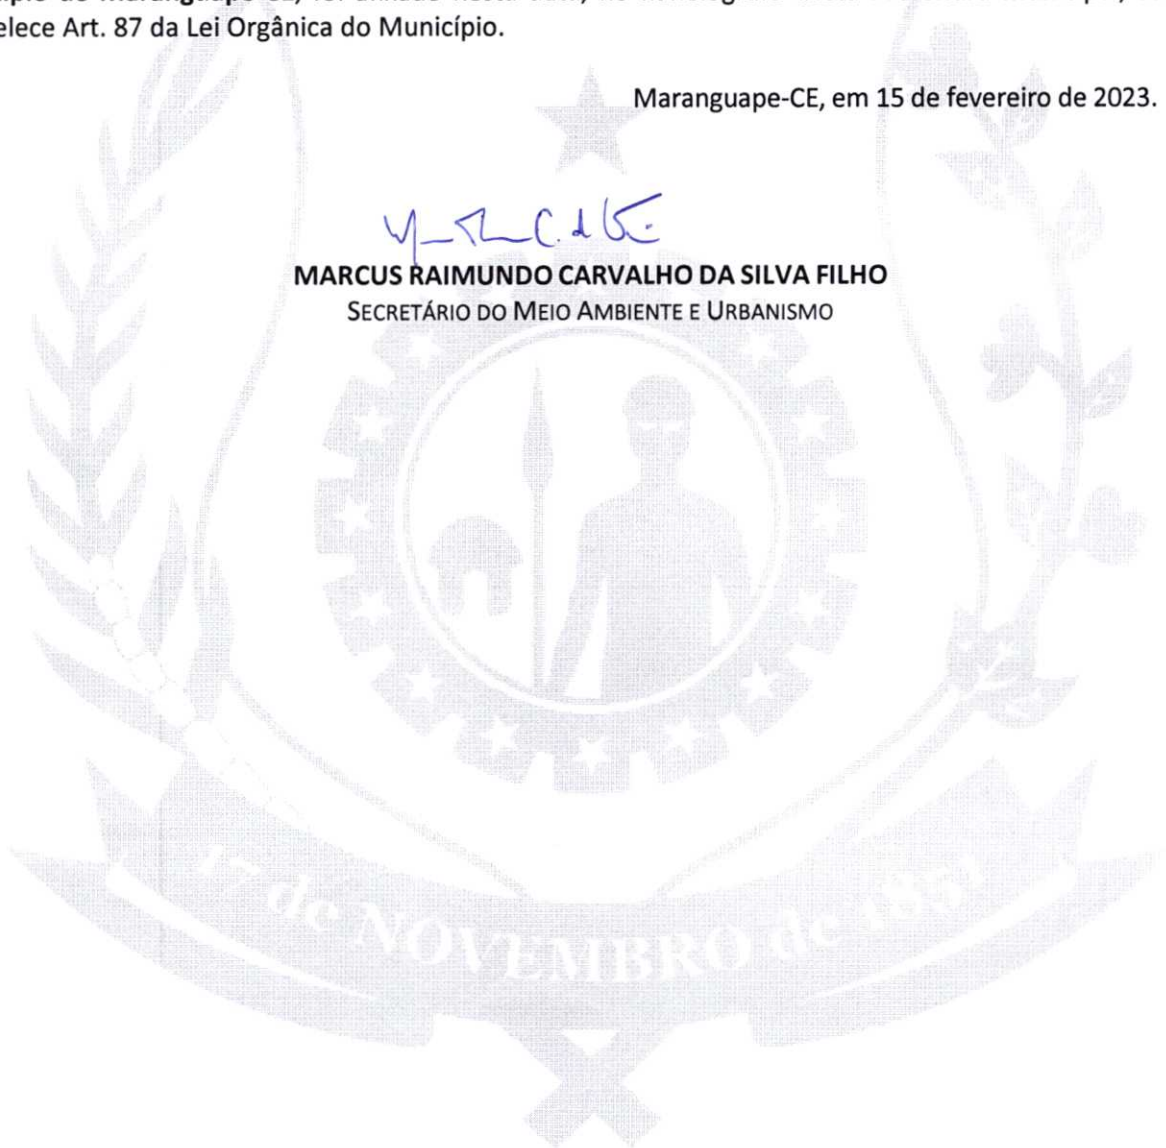 elece Art. 87 da Lei Orgânica do Município.
Maranguape-CE, em 15 de fevereiro de 2023.
MARCUS RAIMUNDO CARVALHO DA SILVA FILHO
SECRETÁRIO DO MEIO AMBIENTE E URBANISMO
17 de NOVEMBRO de 1851